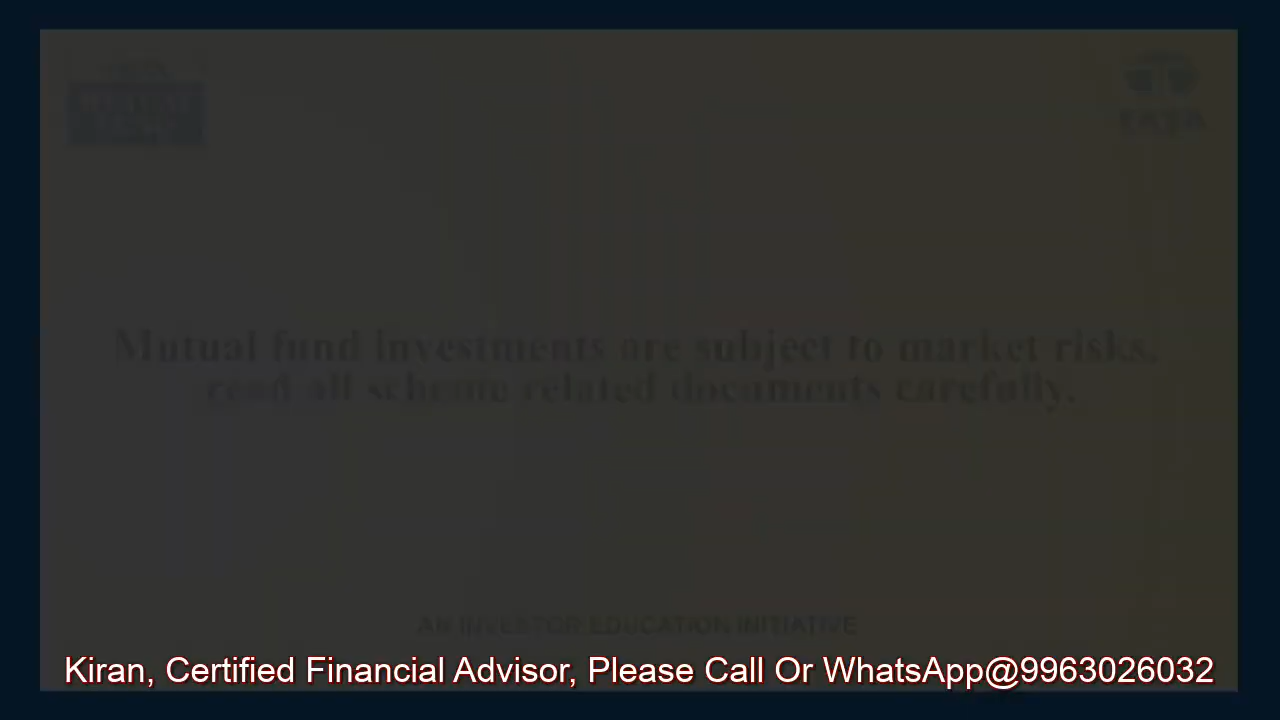 TATA
Mutual fund investments are subject to market risks,
read all scheme related documents carefully.
AN INVESTOR EDUCATION INITIATIVE
Kiran, Certified Financial Advisor, Please Call Or WhatsApp@9963026032